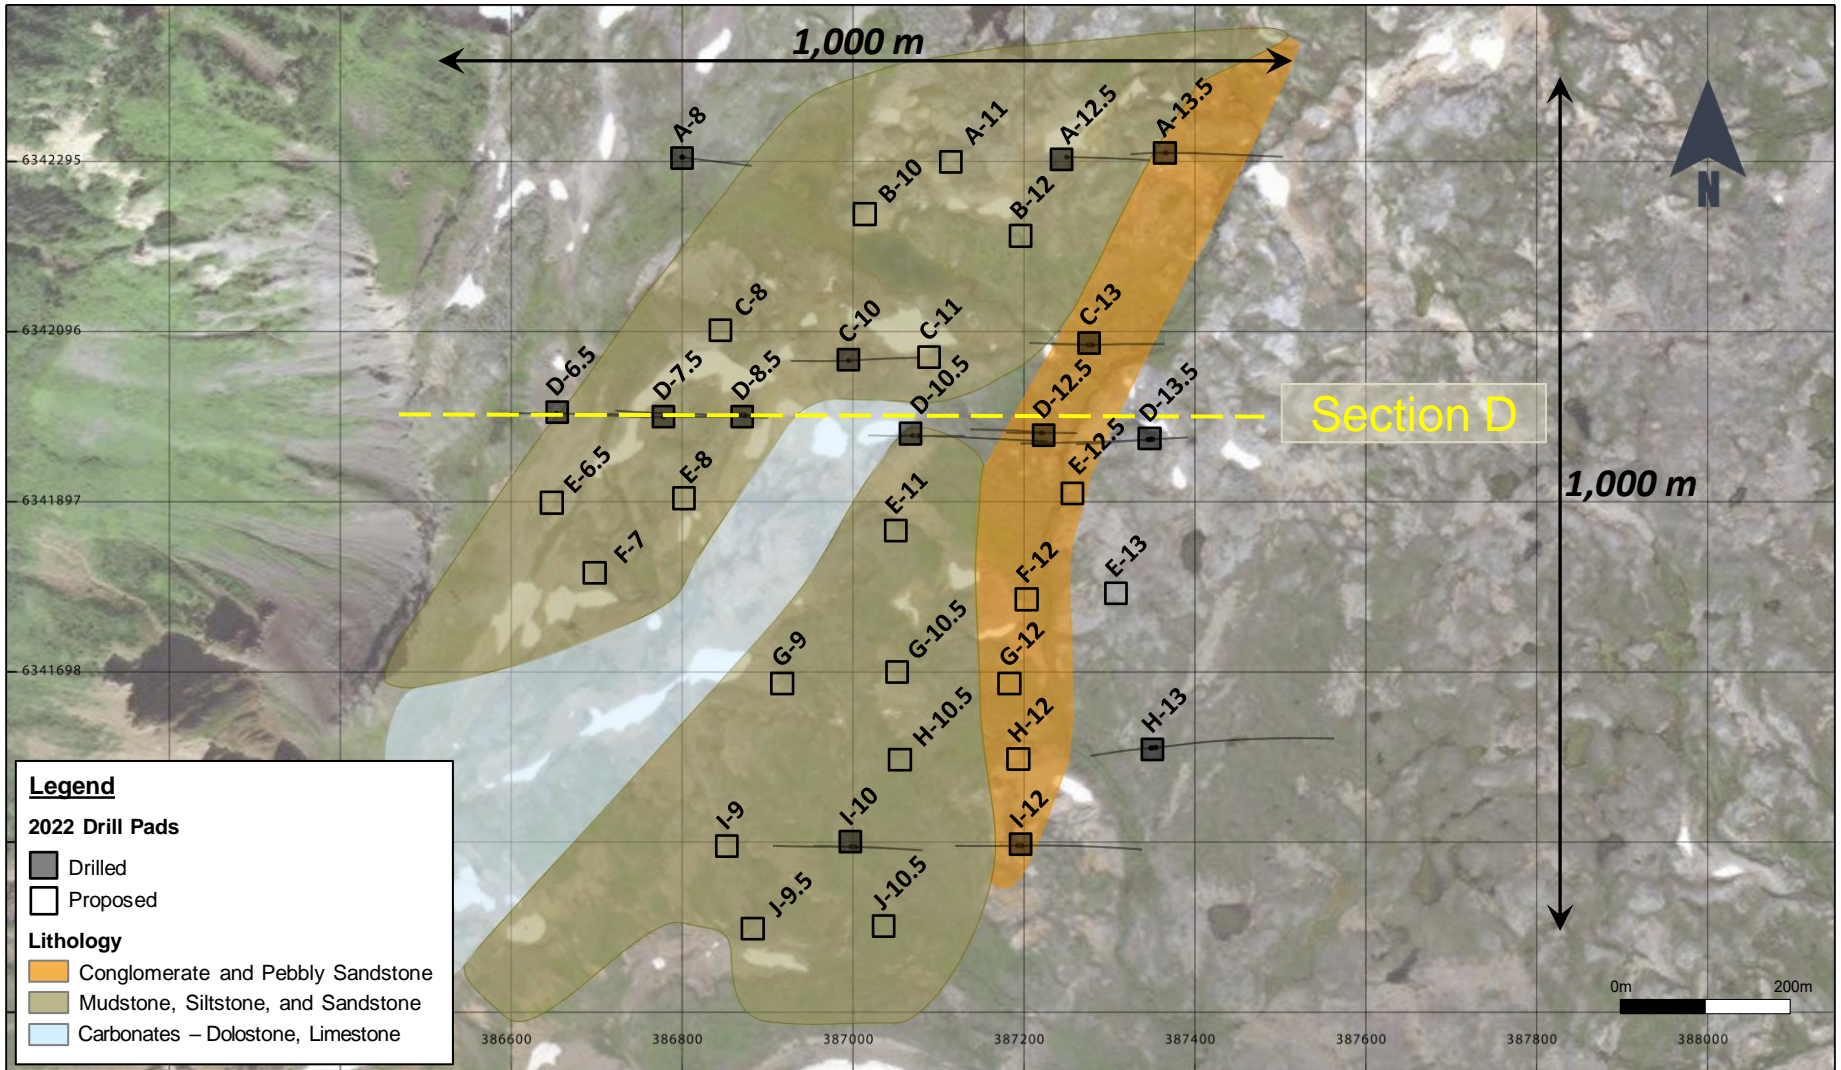 1,000 m
A-8
A-11
A-12.5
A-13.5
6342295
B-10
B-12
N
C-8
C-10
C-11
C-13
6342096
D-6.5
D-7.5
D-8.5
D-10.5
D-12.5
D-13.5
Section D
E-6.5
E-8
E-11
E-12.5
1,000 m
6341897
F-7
F-12
E-13
G-9
G-10.5
G-12
6341698
H-10.5
H-12
H-13
I-9
I-10
I-12
J-9.5
J-10.5
Legend
2022 Drill Pads
Drilled
Proposed
Lithology
Conglomerate and Pebbly Sandstone
Mudstone, Siltstone, and Sandstone
Carbonates – Dolostone, Limestone
0m 200m
386600 386800 387000 387200 387400 387600 387800 388000